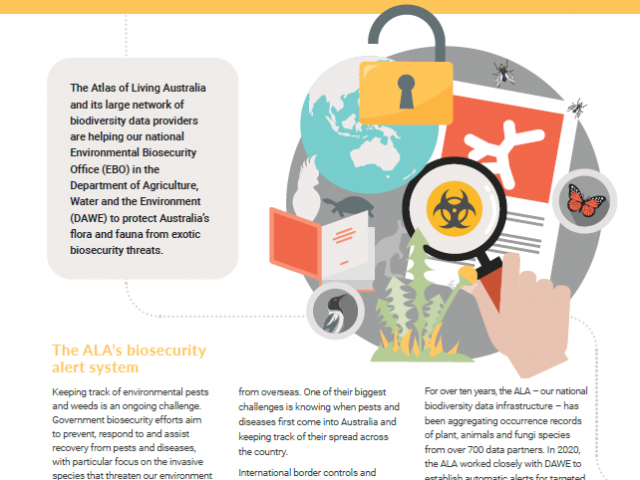 The Atlas of Living Australia
and its large network of
biodiversity data providers
are helping our national
Environmental Biosecurity
Office (EBO) in the
Department of Agriculture,
Water and the Environment
(DAWE) to protect Australia's
flora and fauna from exotic
biosecurity threats.
The ALA's biosecurity
alert system
Keeping track of environmental pests
and weeds is an ongoing challenge.
Government biosecurity efforts aim
to prevent, respond to and assist
recovery from pests and diseases,
with particular focus on the invasive
species that threaten our environment
from overseas. One of their biggest
challenges is knowing when pests and
diseases first come into Australia and
keeping track of their spread across
the country.
International border controls and
For over ten years, the ALA – our national
biodiversity data infrastructure – has
been aggregating occurrence records
of plant, animals and fungi species
from over 700 data partners. In 2020,
the ALA worked closely with DAWE to
establish automatic alerts for targeted